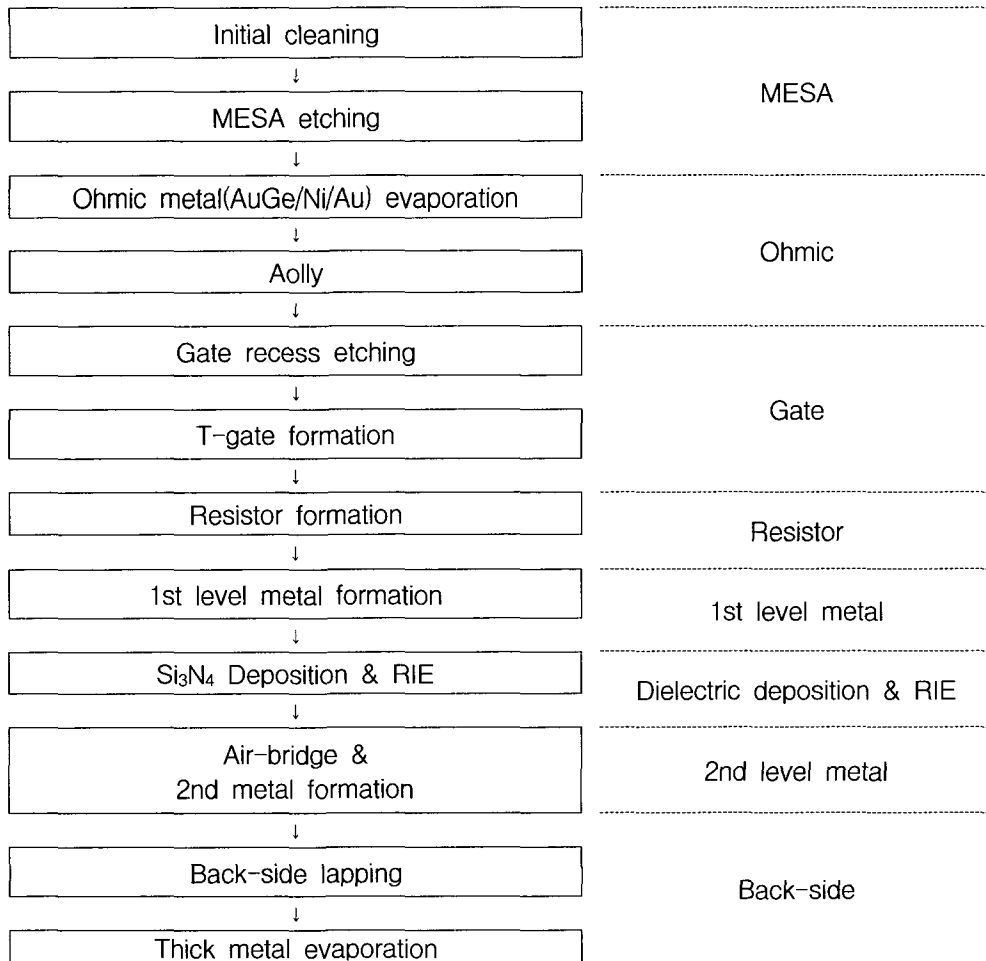 Initial cleaning
↓
MESA etching
MESA
↓
Ohmic metal(AuGe/Ni/Au) evaporation
↓
Aolly
Ohmic
↓
Gate recess etching
↓
T-gate formation
Gate
↓
Resistor formation
Resistor
↓
1st level metal formation
1st level metal
↓
Si₃N₄ Deposition & RIE
Dielectric deposition & RIE
↓
Air-bridge &
2nd metal formation
2nd level metal
↓
Back-side lapping
Back-side
↓
Thick metal evaporation